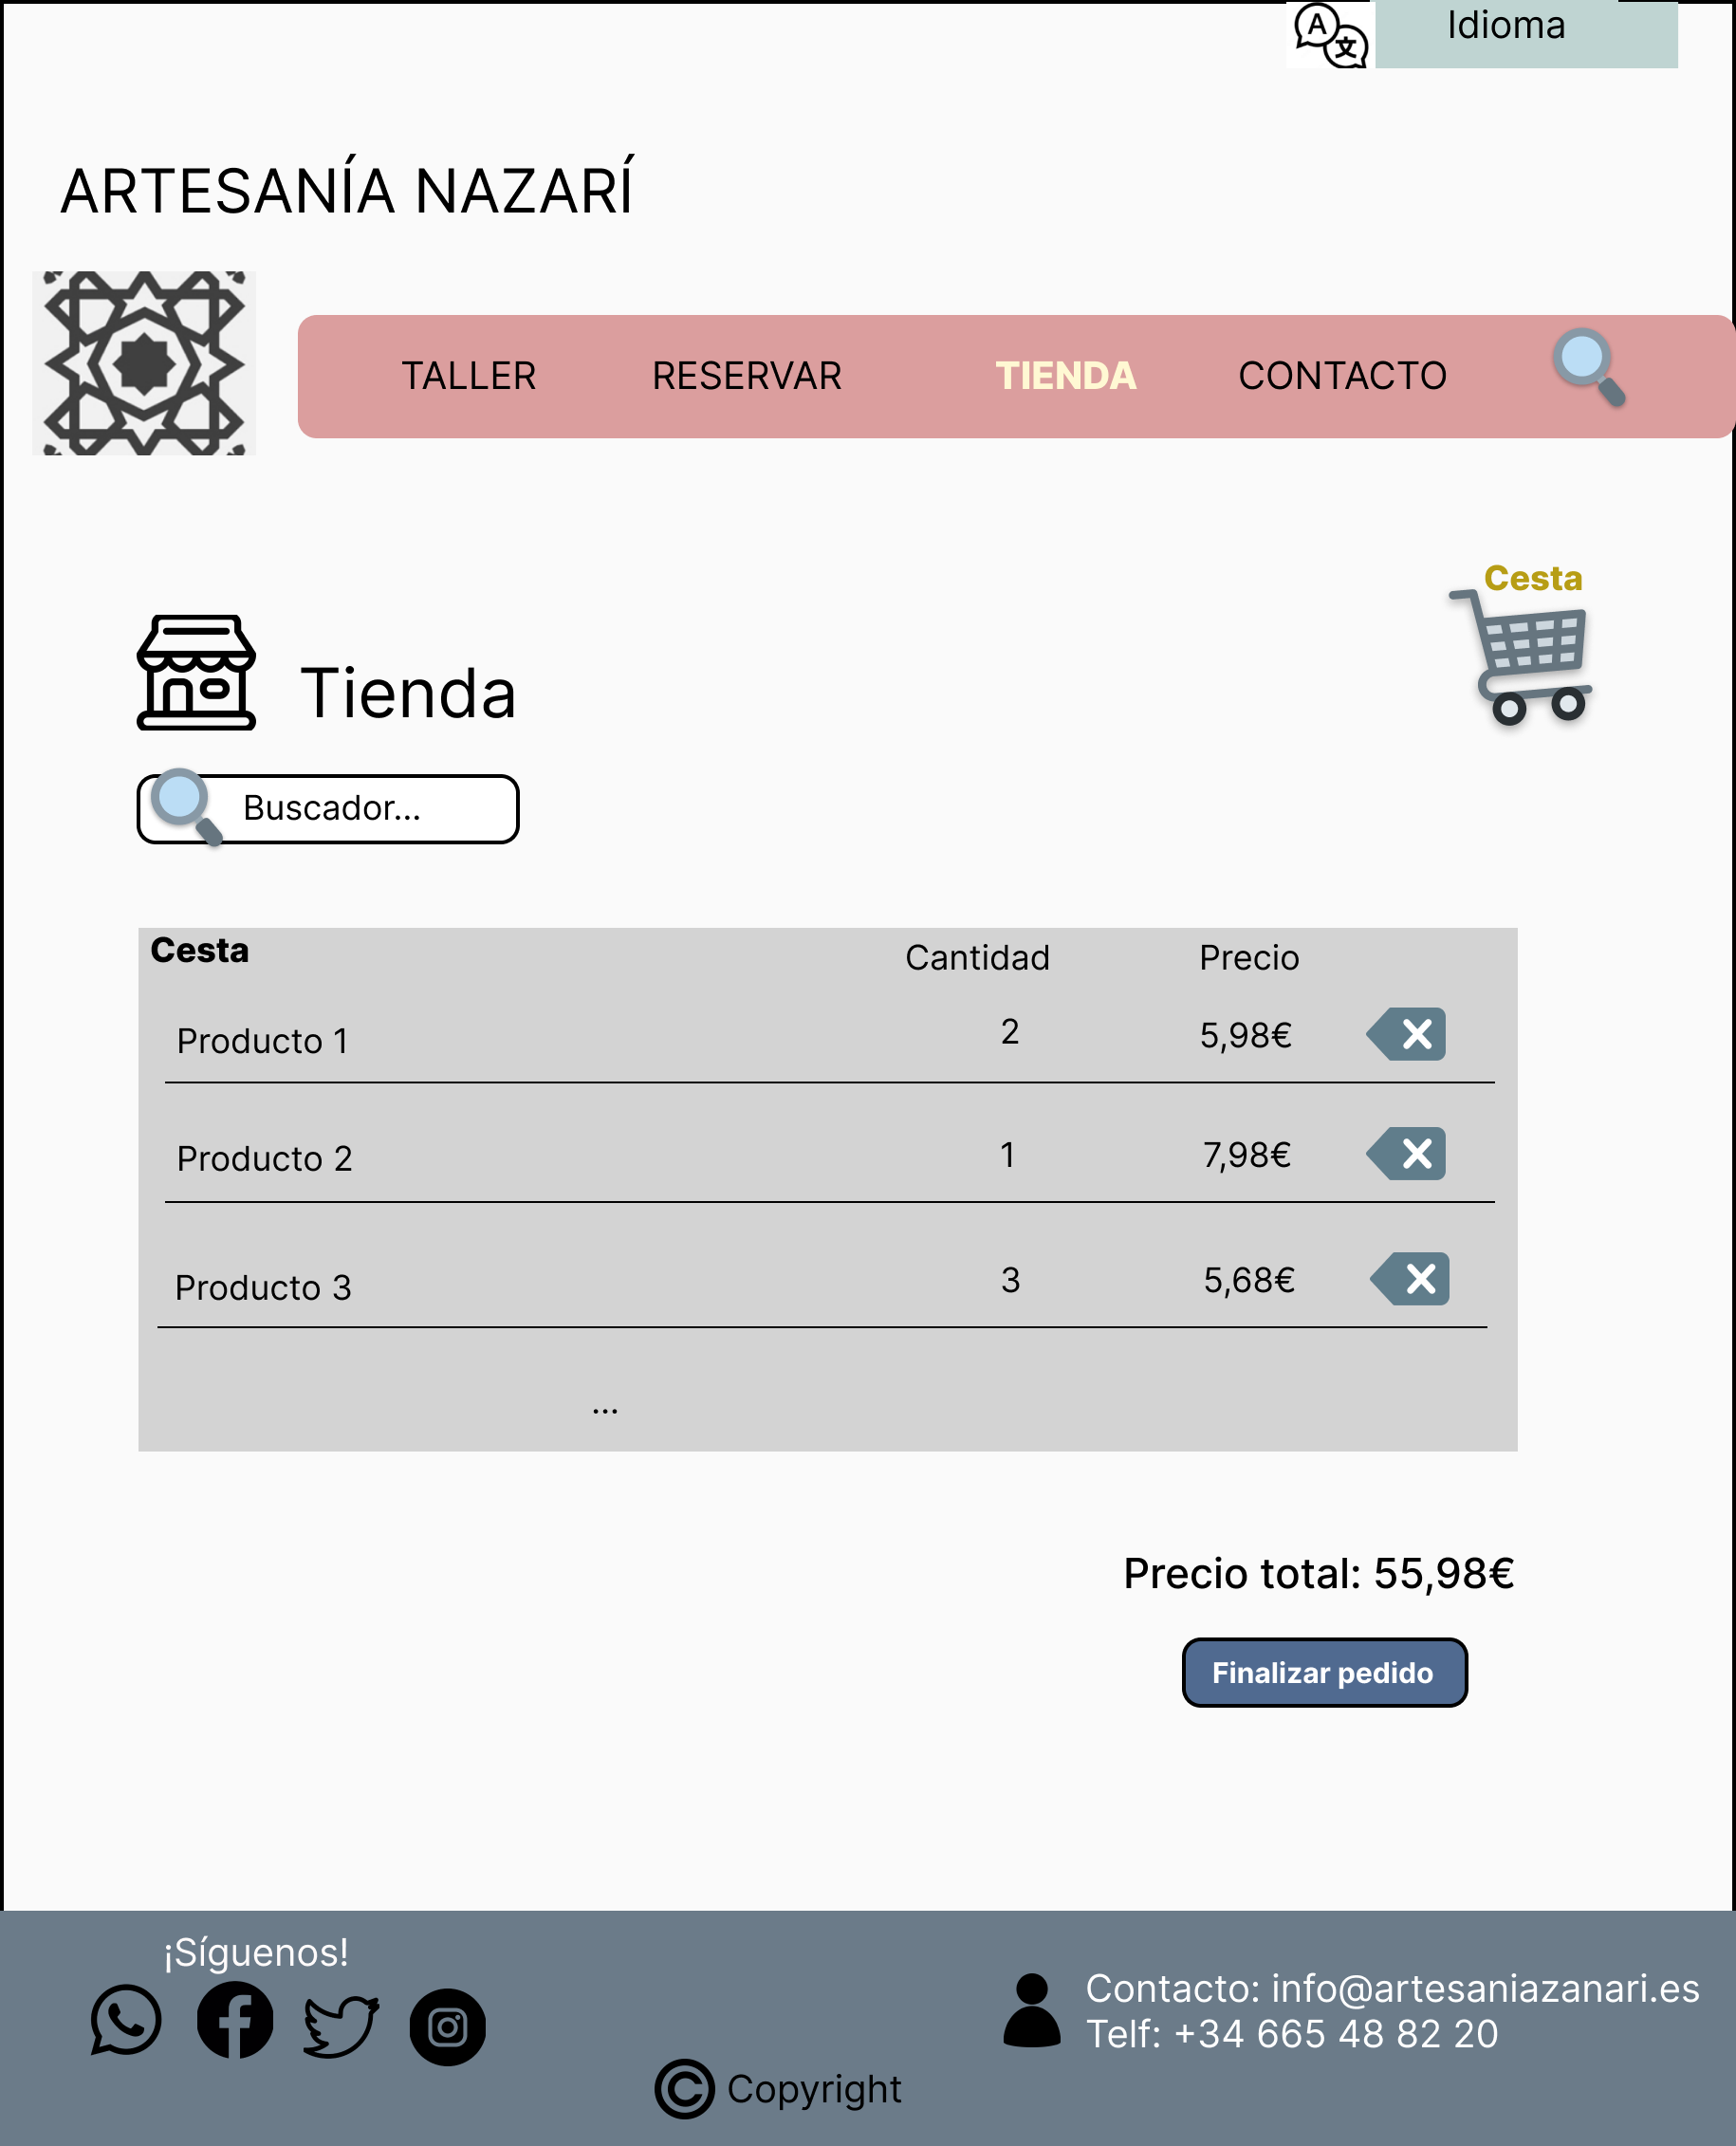 A 文 Idioma
ARTESANÍA NAZARÍ
TALLER RESERVAR TIENDA CONTACTO
Cesta
Tienda
Buscador...
Cesta Cantidad Precio
Producto 1 2 5,98€
Producto 2 1 7,98€
Producto 3 3 5,68€
...
Precio total: 55,98€
Finalizar pedido
¡Síguenos!
Contacto: info@artesaniazanari.es
Telf: +34 665 48 82 20
© Copyright